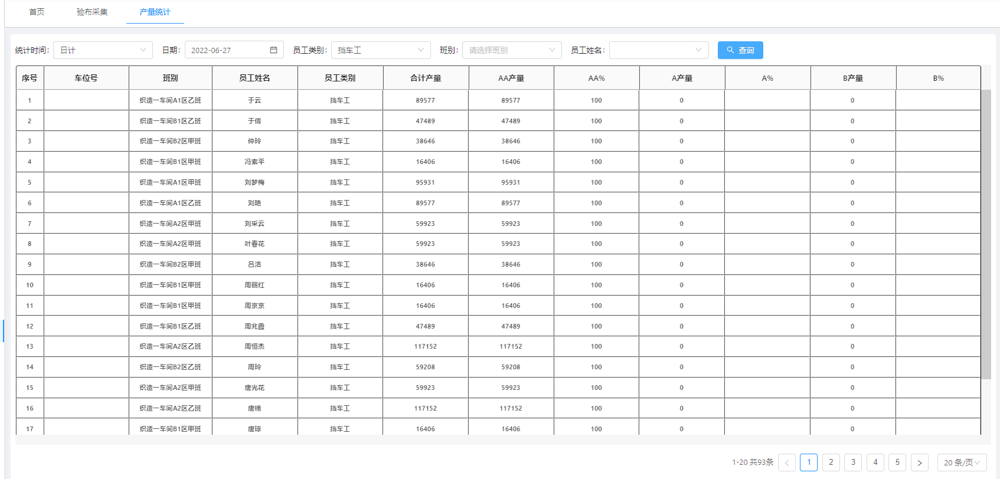 首页 验布采集 产量统计
统计时间: 日计 日期: 2022-06-27 员工类别: 挡车工 班别: 请选择班别 员工姓名: 查询
序号 车位号 班别 员工姓名 员工类别 合计产量 AA产量 AA% A产量 A% B产量 B%
1 织造一车间A1区乙班 于云 挡车工 89577 89577 100 0 0
2 织造一车间B1区乙班 于倩 挡车工 47489 47489 100 0 0
3 织造一车间B2区甲班 仲玲 挡车工 38646 38646 100 0 0
4 织造一车间B1区甲班 冯素平 挡车工 16406 16406 100 0 0
5 织造一车间A1区甲班 刘梦梅 挡车工 95931 95931 100 0 0
6 织造一车间A1区乙班 刘艳 挡车工 89577 89577 100 0 0
7 织造一车间A2区甲班 刘采云 挡车工 59923 59923 100 0 0
8 织造一车间A2区甲班 叶春花 挡车工 59923 59923 100 0 0
9 织造一车间B2区甲班 吕洁 挡车工 38646 38646 100 0 0
10 织造一车间B1区甲班 周丽红 挡车工 16406 16406 100 0 0
11 织造一车间B1区甲班 周京京 挡车工 16406 16406 100 0 0
12 织造一车间B1区乙班 周兆霞 挡车工 47489 47489 100 0 0
13 织造一车间A2区乙班 周恒杰 挡车工 117152 117152 100 0 0
14 织造一车间B2区乙班 周玲 挡车工 59208 59208 100 0 0
15 织造一车间A2区甲班 唐光花 挡车工 59923 59923 100 0 0
16 织造一车间A2区乙班 唐楠 挡车工 117152 117152 100 0 0
17 织造一车间B1区甲班 唐琼 挡车工 16406 16406 100 0 0
1-20 共93条 < 1 2 3 4 5 > 20 条/页